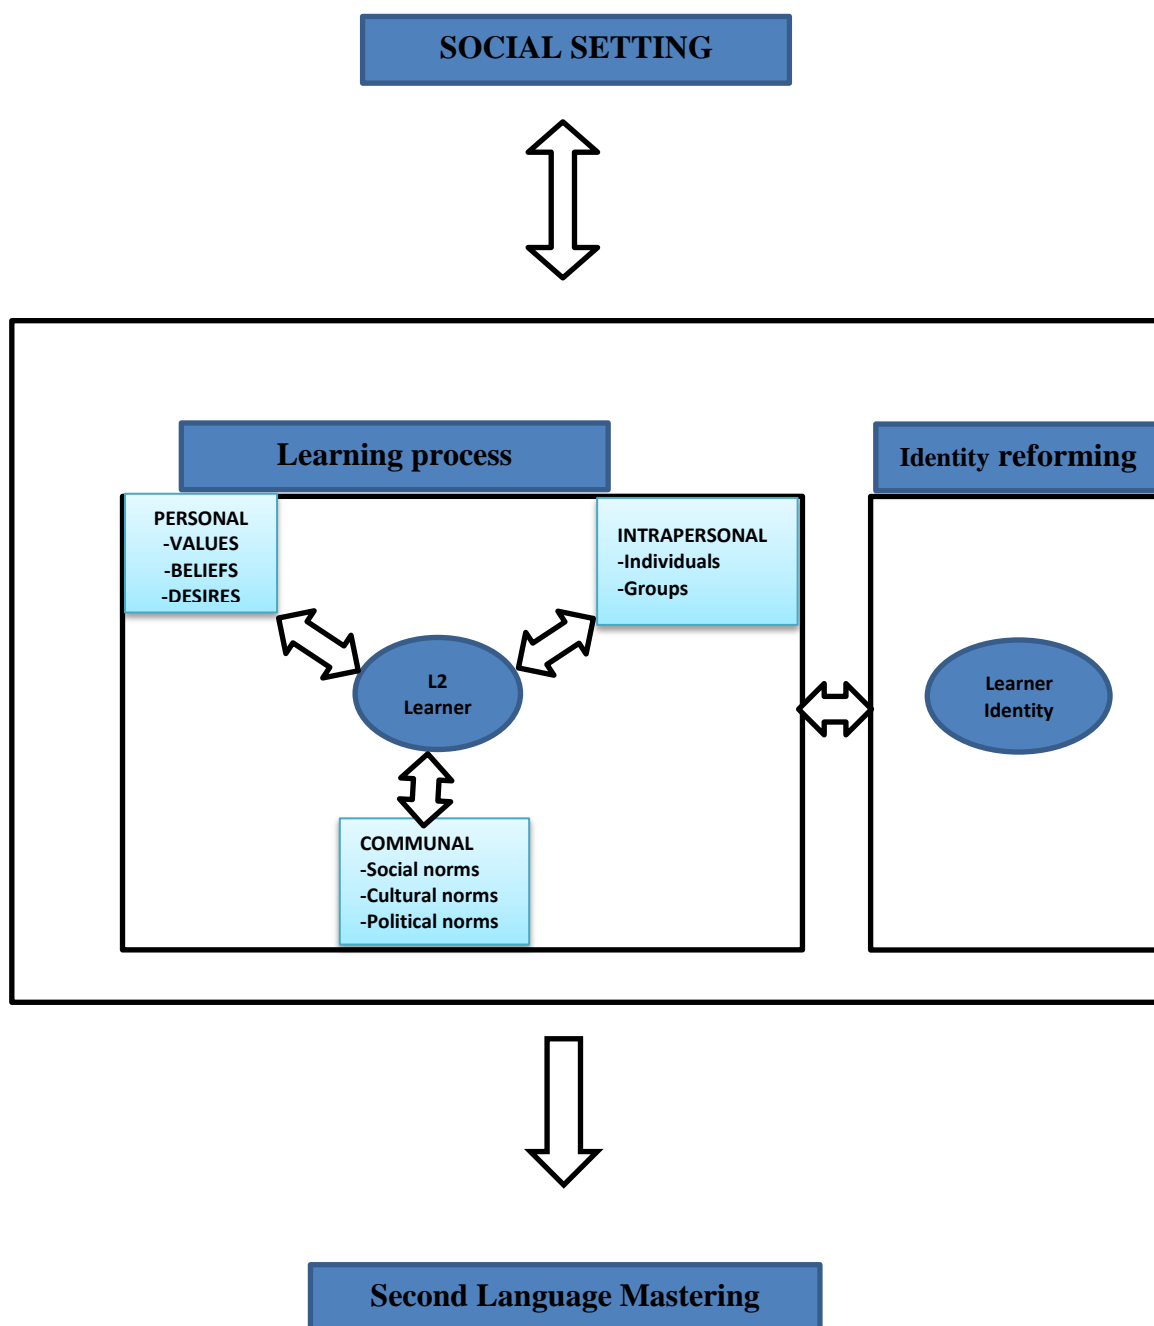 SOCIAL SETTING
Learning process
Identity reforming
PERSONAL
-VALUES
-BELIEFS
-DESIRES
INTRAPERSONAL
-Individuals
-Groups
L2
Learner
Learner
Identity
COMMUNAL
-Social norms
-Cultural norms
-Political norms
Second Language Mastering